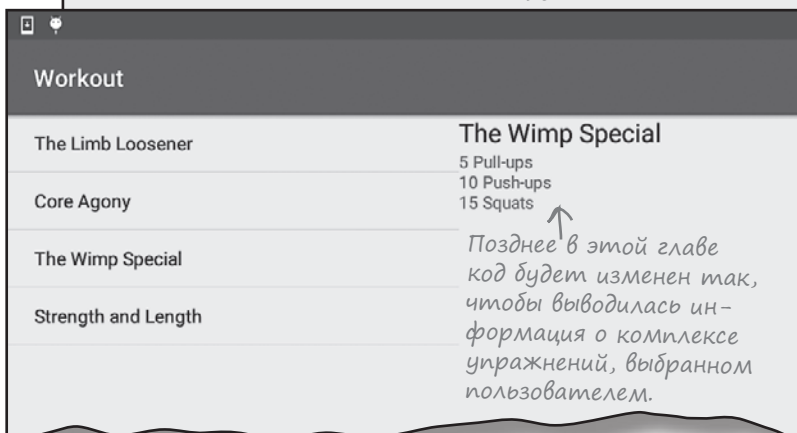 Workout
The Limb Loosener
Core Agony
The Wimp Special
Strength and Length
The Wimp Special
5 Pull-ups
10 Push-ups
15 Squats
Позднее в этой главе
код будет изменен так,
чтобы выводилась ин-
формация о комплексе
упражнений, выбранном
пользователем.